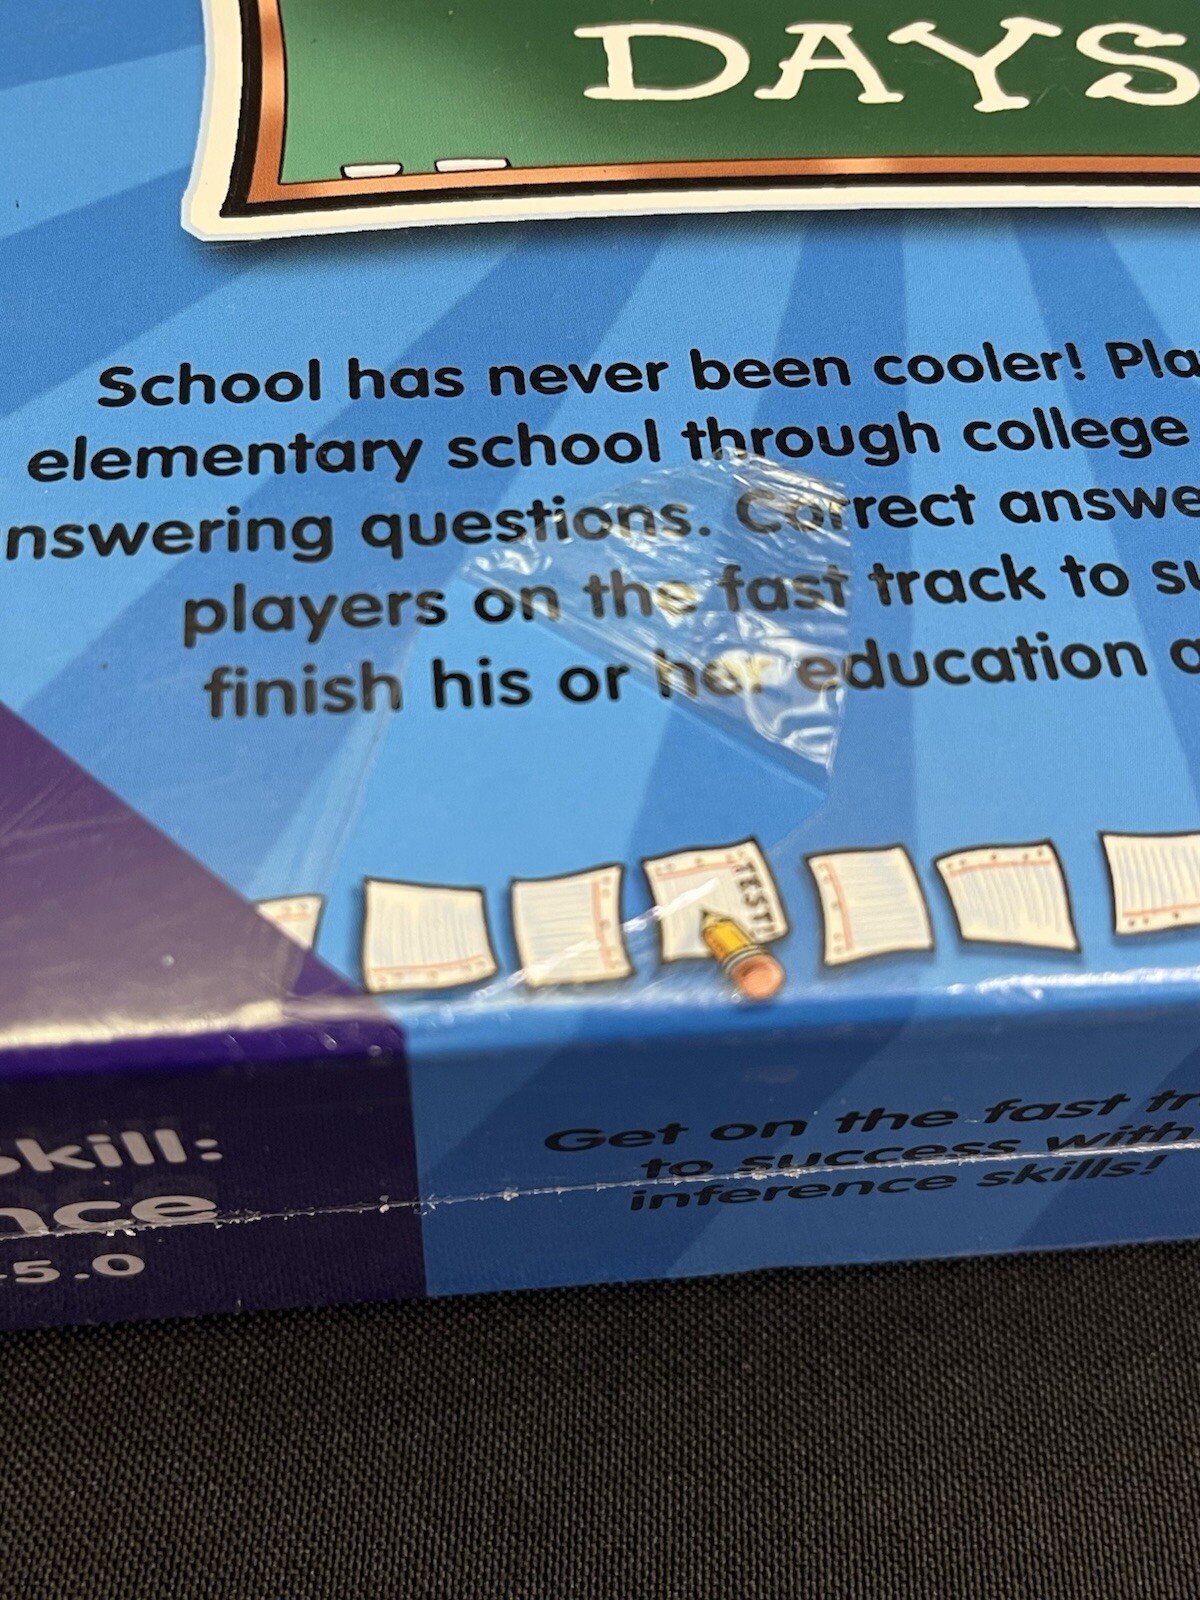 DAYS
School has never been cooler! Pla
elementary school through college
nswering questions. Correct answe
players on the fast track to su
finish his or her education a
TEST!
Skill:
nce
-5.0
Get on the fast tr
to success with
inference skills!